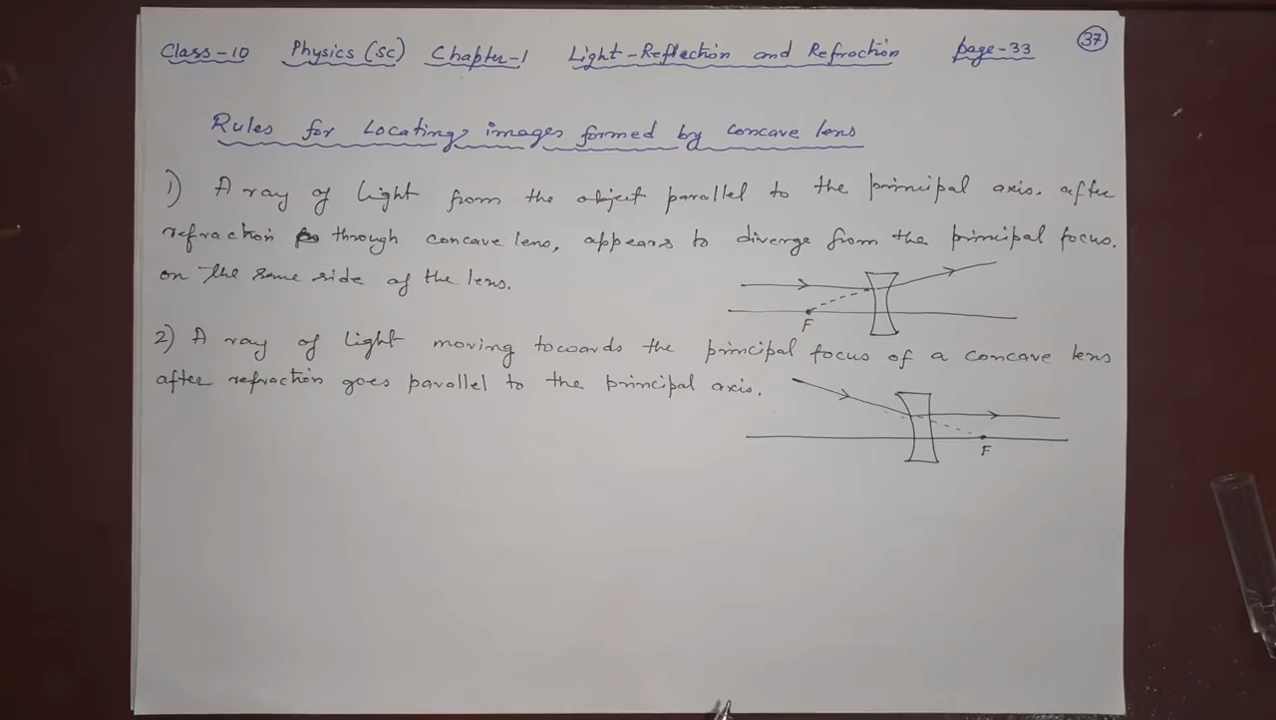 37
Class-10 Physics (SC) Chapter-1 Light-Reflection and Refraction page-33
Rules for Locating images formed by concave lens
1) A ray of light from the object parallel to the principal axis. after
refraction through concave lens, appears to diverge from the principal focus.
on the same side of the lens.
F
2) A ray of light moving towards the principal focus of a concave lens
after refraction goes parallel to the principal axis.
F